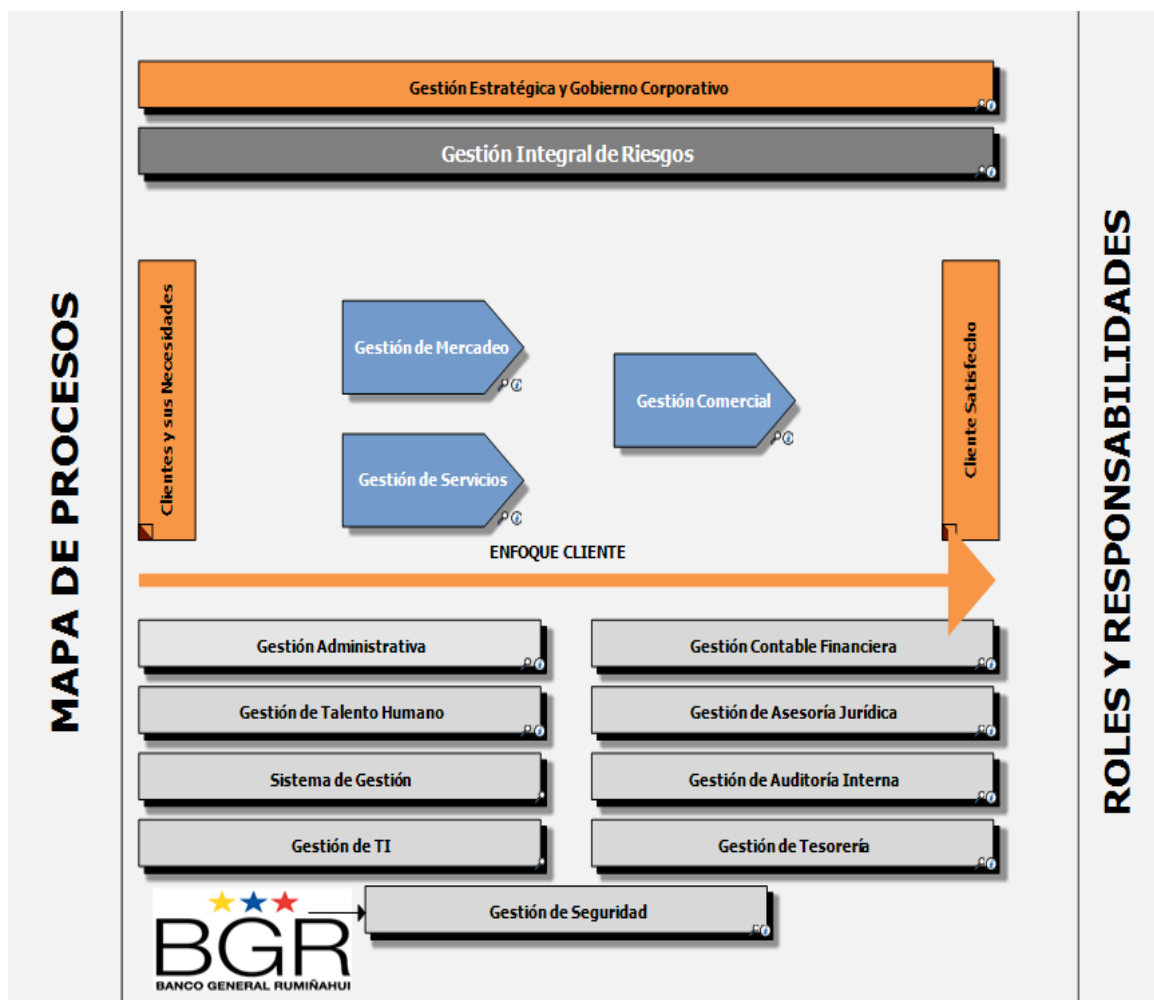 MAPA DE PROCESOS
Gestión Estratégica y Gobierno Corporativo
Gestión Integral de Riesgos
Clientes y sus Necesidades
Gestión de Mercadeo
Gestión de Servicios
Gestión Comercial
Cliente Satisfecho
ENFOQUE CLIENTE
Gestión Administrativa
Gestión Contable Financiera
Gestión de Talento Humano
Gestión de Asesoría Jurídica
Sistema de Gestión
Gestión de Auditoría Interna
Gestión de TI
Gestión de Tesorería
Gestión de Seguridad
BGR
BANCO GENERAL RUMIÑAHUI
ROLES Y RESPONSABILIDADES